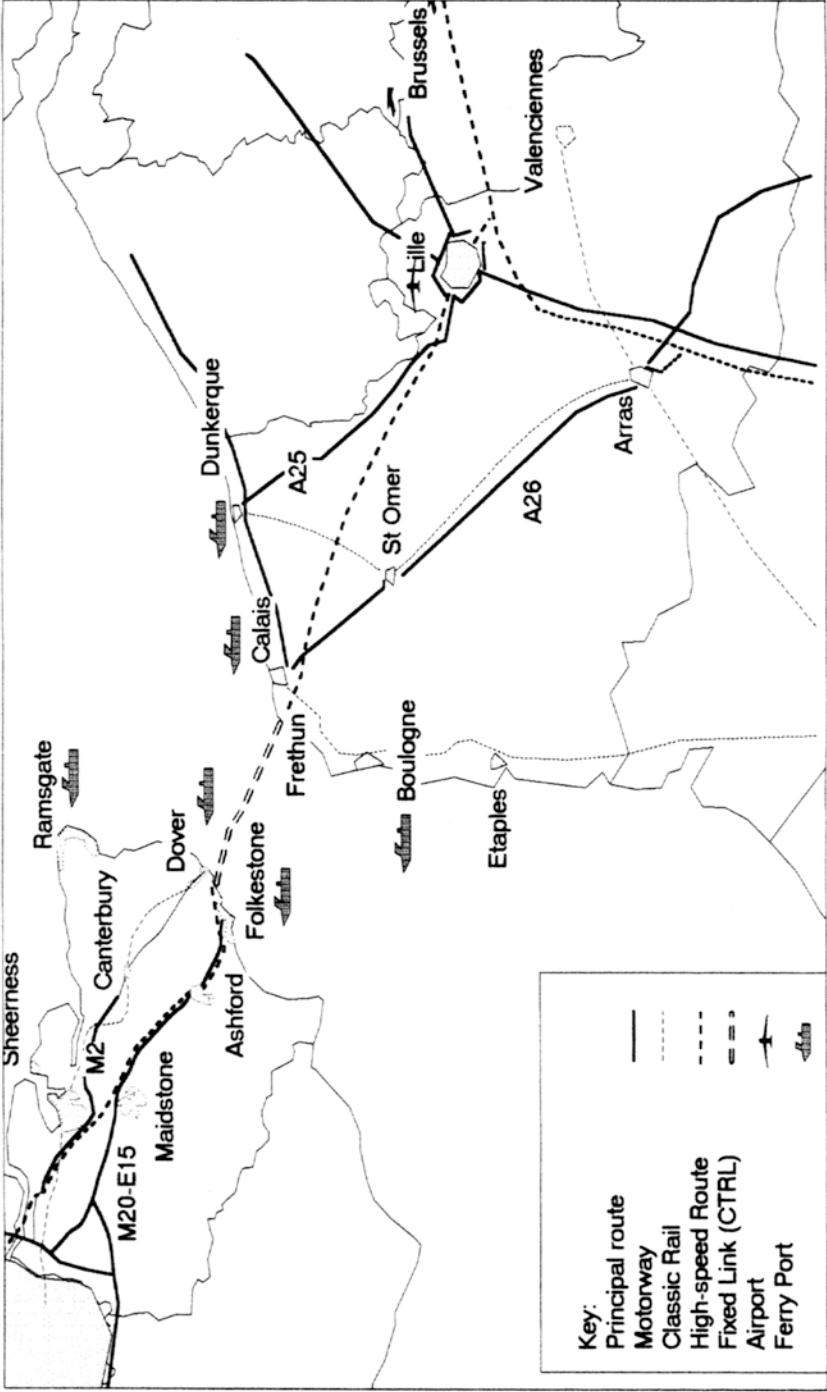 Sheerness
Ramsgate
M2
Canterbury
Dover
M20-E15
Maidstone
Ashford
Folkestone
Dunkerque
Calais
Frethun
A25
Lille
Brussels
St Omer
Boulogne
Etaples
A26
Arras
Valenciennes
Key:
Principal route
Motorway
Classic Rail
High-speed Route
Fixed Link (CTRL)
Airport
Ferry Port